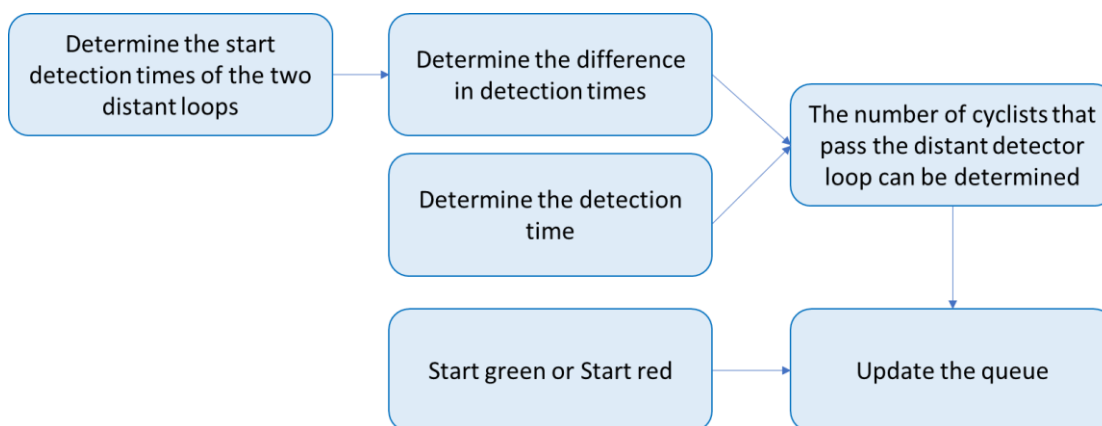 Determine the start
detection times of the two
distant loops
Determine the difference
in detection times
Determine the detection
time
The number of cyclists that
pass the distant detector
loop can be determined
Start green or Start red
Update the queue